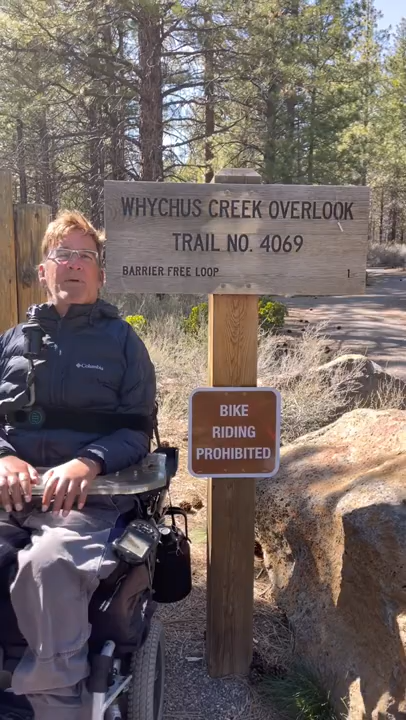 WHYCHUS CREEK OVERLOOK
TRAIL NO. 4069
BARRIER FREE LOOP 1
Columbia
BIKE
RIDING
PROHIBITED